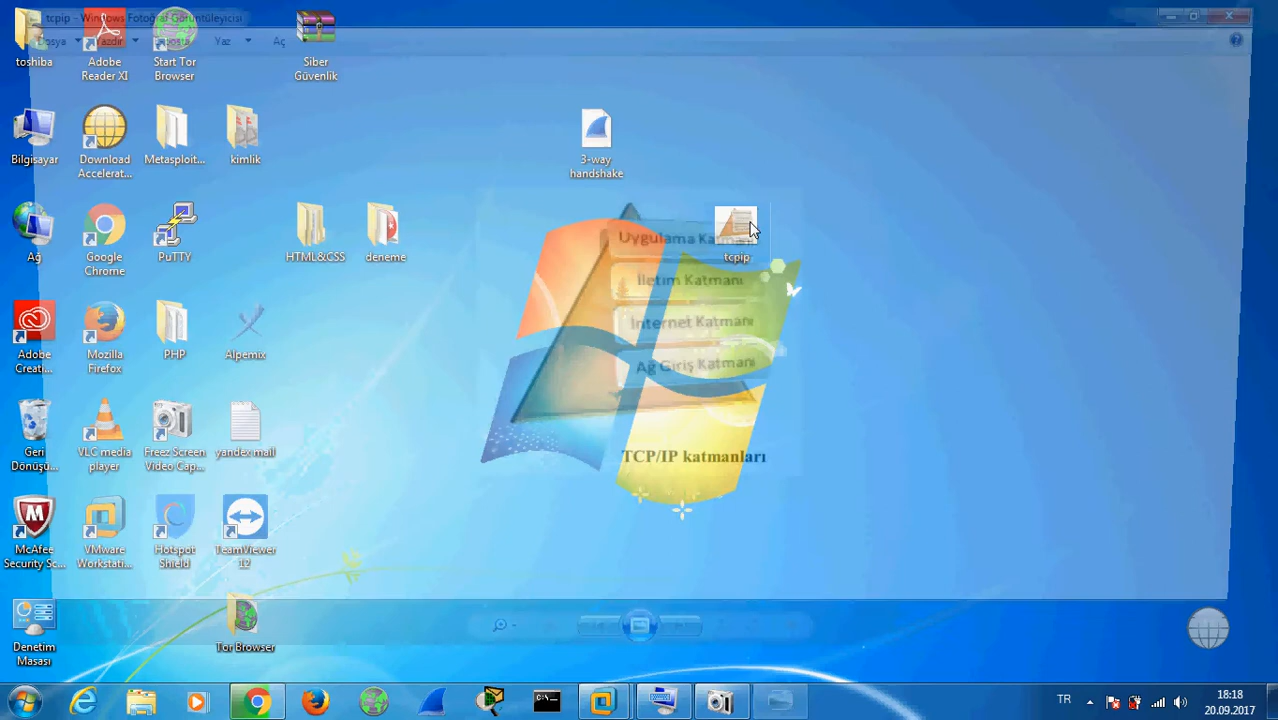 tcpip - Windows Fotoğraf Görüntüleyicisi
Dosya
Yazdır
E-posta
Yaz
Aç
toshiba
Adobe
Reader XI
Start Tor
Browser
Siber
Güvenlik
Bilgisayar
Download
Accelerat...
Metasploit...
kimlik
3-way
handshake
Ağ
Google
Chrome
PuTTY
HTML&CSS
deneme
tcpip
Uygulama Katmanı
İletim Katmanı
İnternet Katmanı
Ağ Giriş Katmanı
TCP/IP katmanları
Adobe
Creati...
Mozilla
Firefox
PHP
Alpemix
Geri
Dönüşü...
VLC media
player
Freez Screen
Video Cap...
yandex mail
McAfee
Security Sc...
VMware
Workstati...
Hotspot
Shield
TeamViewer
12
Denetim
Masası
Tor Browser
TR
18:18
20.09.2017